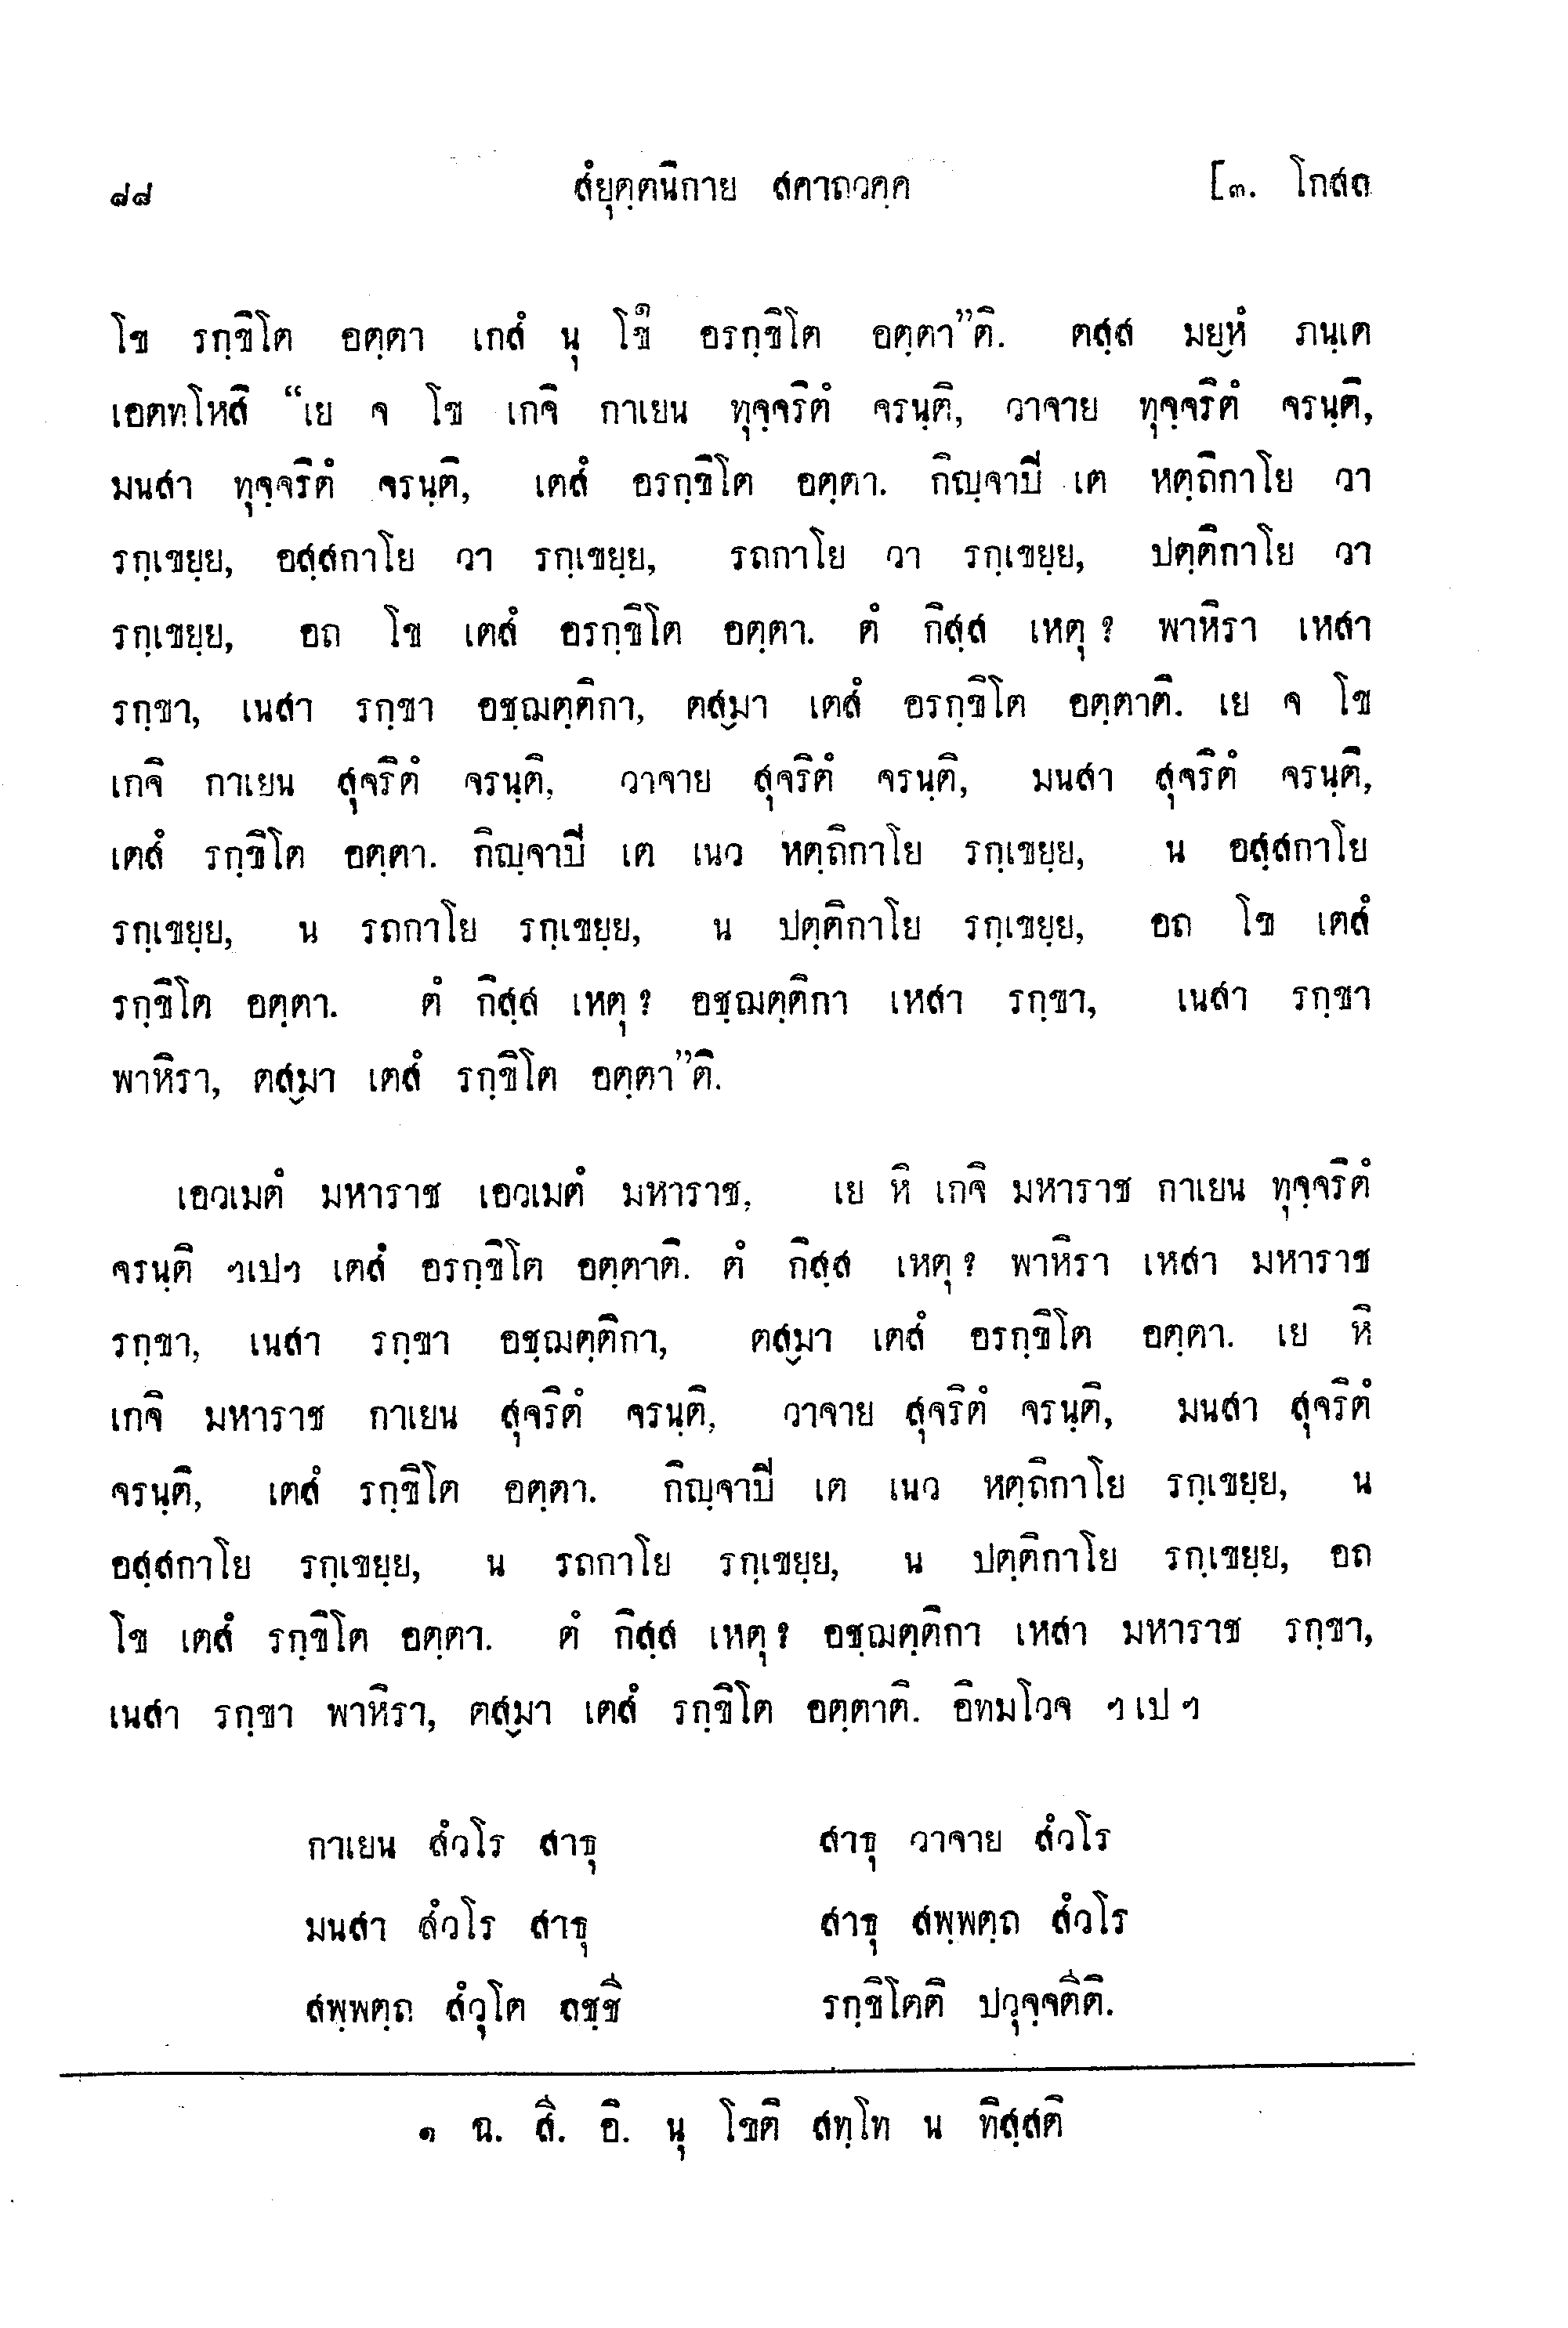 ๘๘ สํยุตฺตนิกาย สคาถวคฺค [๓. โกสล
โข รกฺขิโต อตฺตา เกสํ นุ โข๑ิ อรกฺขิโต อตฺตา”ติ. ตสฺส มยฺหํ ภนฺเต
เอตทโหสิ “เย จ โข เกจิ กาเยน ทุจฺจริตํ จรนฺติ, วาจาย ทุจฺจริตํ จรนฺติ,
มนสา ทุจฺจริตํ จรนฺติ, เตสํ อรกฺขิโต อตฺตา. กิญฺจาปิ เต หตฺถิกาโย วา
รกฺเขยฺย, อสฺสกาโย วา รกฺเขยฺย, รถกาโย วา รกฺเขยฺย, ปตฺติกาโย วา
รกฺเขยฺย, อถ โข เตสํ อรกฺขิโต อตฺตา. ตํ กิสฺส เหตุ? พาหิรา เหสา
รกฺขา, เนสา รกฺขา อชฺฌตฺติกา, ตสฺมา เตสํ อรกฺขิโต อตฺตาติ. เย จ โข
เกจิ กาเยน สุจริตํ จรนฺติ, วาจาย สุจริตํ จรนฺติ, มนสา สุจริตํ จรนฺติ,
เตสํ รกฺขิโต อตฺตา. กิญฺจาปิ เต เนว หตฺถิกาโย รกฺเขยฺย, น อสฺสกาโย
รกฺเขยฺย, น รถกาโย รกฺเขยฺย, น ปตฺติกาโย รกฺเขยฺย, อถ โข เตสํ
รกฺขิโต อตฺตา. ตํ กิสฺส เหตุ? อชฺฌตฺติกา เหสา รกฺขา, เนสา รกฺขา
พาหิรา, ตสฺมา เตสํ รกฺขิโต อตฺตา”ติ.
เอวเมตํ มหาราช เอวเมตํ มหาราช, เย หิ เกจิ มหาราช กาเยน ทุจฺจริตํ
จรนฺติ ฯเปฯ เตสํ อรกฺขิโต อตฺตาติ. ตํ กิสฺส เหตุ? พาหิรา เหสา มหาราช
รกฺขา, เนสา รกฺขา อชฺฌตฺติกา, ตสฺมา เตสํ อรกฺขิโต อตฺตา. เย หิ
เกจิ มหาราช กาเยน สุจริตํ จรนฺติ, วาจาย สุจริตํ จรนฺติ, มนสา สุจริตํ
จรนฺติ, เตสํ รกฺขิโต อตฺตา. กิญฺจาปิ เต เนว หตฺถิกาโย รกฺเขยฺย, น
อสฺสกาโย รกฺเขยฺย, น รถกาโย รกฺเขยฺย, น ปตฺติกาโย รกฺเขยฺย, อถ
โข เตสํ รกฺขิโต อตฺตา. ตํ กิสฺส เหตุ? อชฺฌตฺติกา เหสา มหาราช รกฺขา,
เนสา รกฺขา พาหิรา, ตสฺมา เตสํ รกฺขิโต อตฺตาติ. อิทมโวจ ฯเปฯ
กาเยน สํวโร สาธุ สาธุ วาจาย สํวโร
มนสา สํวโร สาธุ สาธุ สพฺพตฺถ สํวโร
สพฺพตฺถ สํวุโต ลชฺชี รกฺขิโตติ ปวุจฺจตีติ.
๑ ฉ. สี. อิ. นุ โขติ สทฺโท น ทิสฺสติ